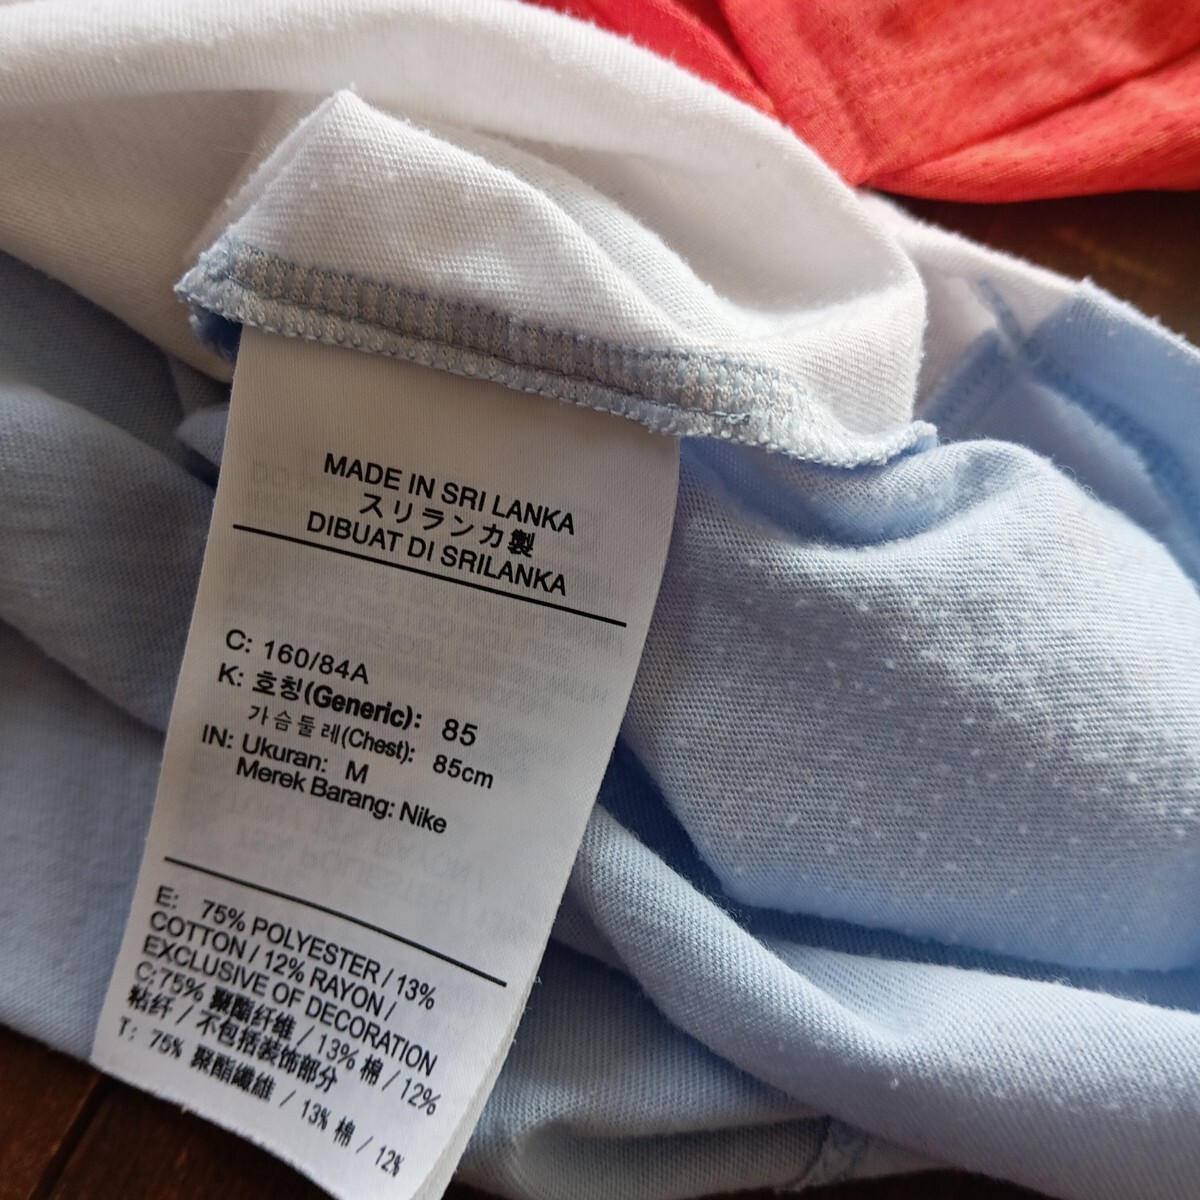 MADE IN SRI LANKA
スリランカ製
DIBUAT DI SRILANKA
C: 160/84A
K: 호칭(Generic): 85
가슴둘레(Chest): 85cm
IN: Ukuran: M
Merek Barang: Nike
E: 75% POLYESTER / 13%
COTTON / 12% RAYON /
EXCLUSIVE OF DECORATION
C: 75% 聚酯纤维 / 13% 棉 / 12%
粘纤 / 不包括装饰部分
T: 75% 聚酯纖維 / 13% 棉 / 12%